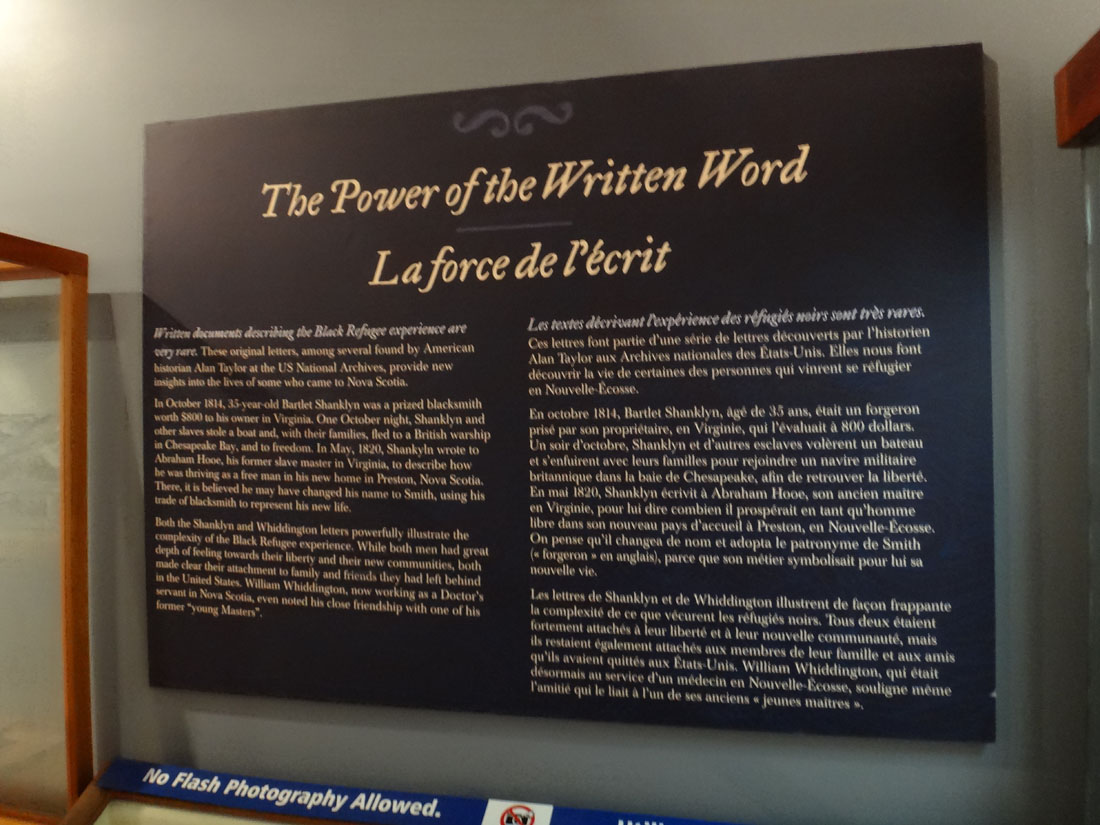 The Power of the Written Word
La force de l'écrit
Written documents describing the Black Refugee experience are
very rare. These original letters, among several found by American
historian Alan Taylor at the US National Archives, provide new
insights into the lives of some who came to Nova Scotia.
In October 1814, 35-year-old Bartlet Shanklyn was a prized blacksmith
worth $800 to his owner in Virginia. One October night, Shanklyn and
other slaves stole a boat and, with their families, fled to a British warship
in Chesapeake Bay, and to freedom. In May, 1820, Shankyln wrote to
Abraham Hooe, his former slave master in Virginia, to describe how
he was thriving as a free man in his new home in Preston, Nova Scotia.
There, it is believed he may have changed his name to Smith, using his
trade of blacksmith to represent his new life.
Both the Shanklyn and Whiddington letters powerfully illustrate the
complexity of the Black Refugee experience. While both men had great
depth of feeling towards their liberty and their new communities, both
made clear their attachment to family and friends they had left behind
in the United States. William Whiddington, now working as a Doctor's
servant in Nova Scotia, even noted his close friendship with one of his
former "young Masters".
Les textes décrivant l'expérience des réfugiés noirs sont très rares.
Ces lettres font partie d'une série de lettres découverts par l'historien
Alan Taylor aux Archives nationales des États-Unis. Elles nous font
découvrir la vie de certaines des personnes qui vinrent se réfugier
en Nouvelle-Écosse.
En octobre 1814, Bartlet Shanklyn, âgé de 35 ans, était un forgeron
prisé par son propriétaire, en Virginie, qui l'évaluait à 800 dollars.
Un soir d'octobre, Shanklyn et d'autres esclaves volèrent un bateau
et s'enfuirent avec leurs familles pour rejoindre un navire militaire
britannique dans la baie de Chesapeake, afin de retrouver la liberté.
En mai 1820, Shanklyn écrivit à Abraham Hooe, son ancien maître
en Virginie, pour lui dire combien il prospérait en tant qu'homme
libre dans son nouveau pays d'accueil à Preston, en Nouvelle-Écosse.
On pense qu'il changea de nom et adopta le patronyme de Smith
(« forgeron » en anglais), parce que son métier symbolisait pour lui sa
nouvelle vie.
Les lettres de Shanklyn et de Whiddington illustrent de façon frappante
la complexité de ce que vécurent les réfugiés noirs. Tous deux étaient
fortement attachés à leur liberté et à leur nouvelle communauté, mais
ils restaient également attachés aux membres de leur famille et aux amis
qu'ils avaient quittés aux États-Unis. William Whiddington, qui était
désormais au service d'un médecin en Nouvelle-Écosse, souligne même
l'amitié qui le liait à l'un de ses anciens « jeunes maîtres ».
No Flash Photography Allowed.